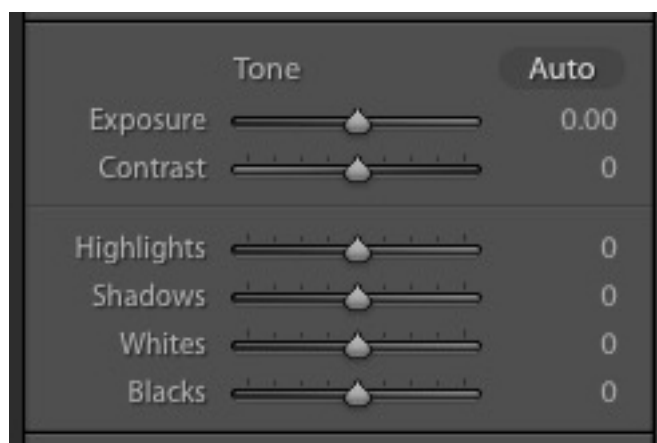 Tone Auto
Exposure 0.00
Contrast 0
Highlights 0
Shadows 0
Whites 0
Blacks 0